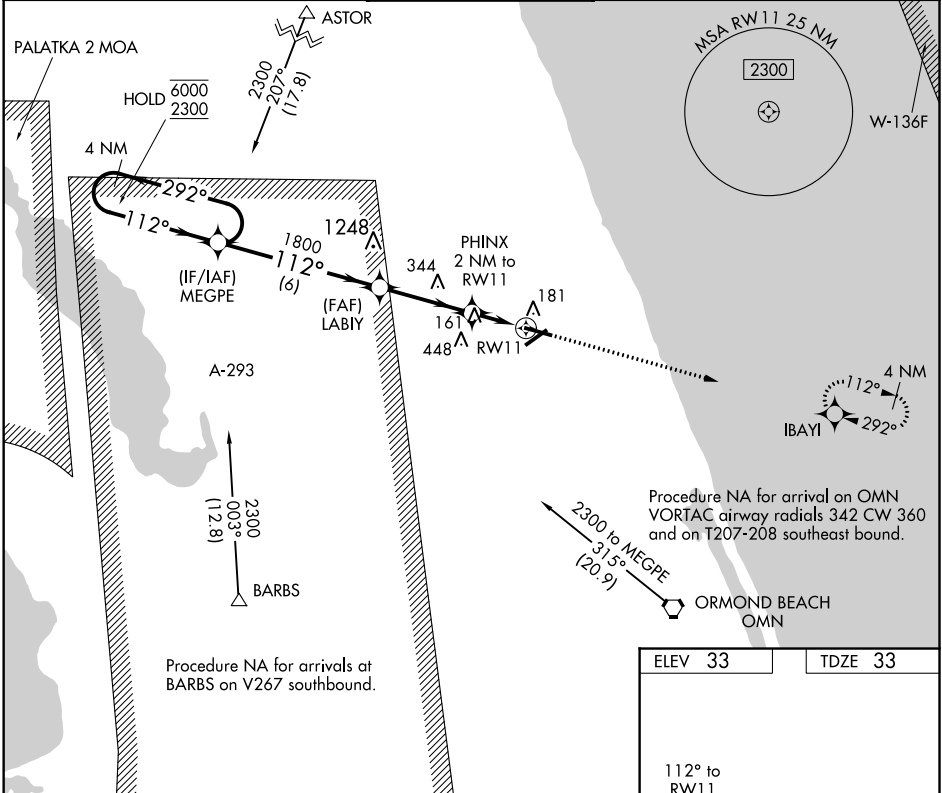 ASTOR
PALATKA 2 MOA
2300
207°
(17.8)
HOLD 6000
2300
4 NM
MSA RW11 25 NM
2300
W-136F
292°
112°
(IF/IAF)
MEGPE
1800
112°
(6)
1248
(FAF)
LABIY
344
PHINX
2 NM to
RW11
161
448
181
RW11
A-293
4 NM
112°
292°
IBAYI
2300
003°
(12.8)
BARBS
Procedure NA for arrivals at
BARBS on V267 southbound.
Procedure NA for arrival on OMN
VORTAC airway radials 342 CW 360
and on T207-208 southeast bound.
2300 to MEGPE
315°
(20.9)
ORMOND BEACH
OMN
ELEV 33
TDZE 33
112° to
RW11